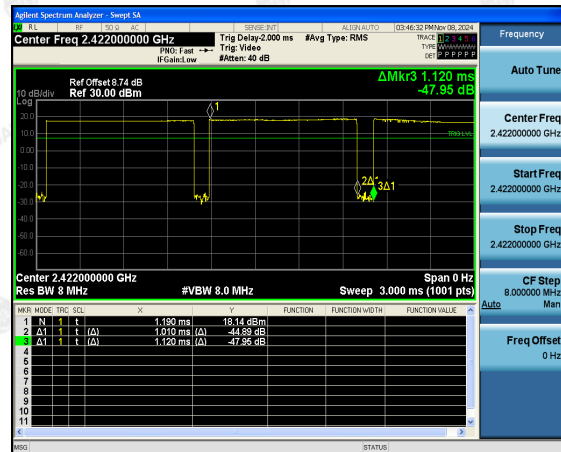 Agilent Spectrum Analyzer - Swept SA
RL RF 50 Ω AC SENSE:INT ALIGN AUTO 03:46:32 PM Nov 08, 2024
Center Freq 2.422000000 GHz
PNO: Fast
IFGain:Low
Trig Delay-2.000 ms
Trig: Video
#Atten: 40 dB
#Avg Type: RMS
TRACE 1 2 3 4 5 6
TYPE
DET P P P P P P
Frequency
Auto Tune
ΔMkr3 1.120 ms
-47.95 dB
Ref Offset 8.74 dB
10 dB/div Ref 30.00 dBm
Log
20.0
10.0
0.00
-10.0
-20.0
-30.0
-40.0
-50.0
-60.0
1
TRIG LVL
2Δ1
3Δ1
Center Freq
2.422000000 GHz
Start Freq
2.422000000 GHz
Stop Freq
2.422000000 GHz
Center 2.422000000 GHz Span 0 Hz
Res BW 8 MHz #VBW 8.0 MHz Sweep 3.000 ms (1001 pts)
CF Step
8.000000 MHz
Auto Man
MKR MODE TRC SCL X Y FUNCTION FUNCTION WIDTH FUNCTION VALUE
1 N 1 t 1.190 ms 18.14 dBm
2 Δ1 1 t (Δ) 1.010 ms (Δ) -44.89 dB
3 Δ1 1 t (Δ) 1.120 ms (Δ) -47.95 dB
4
5
6
7
8
9
10
11
Freq Offset
0 Hz
MSG STATUS